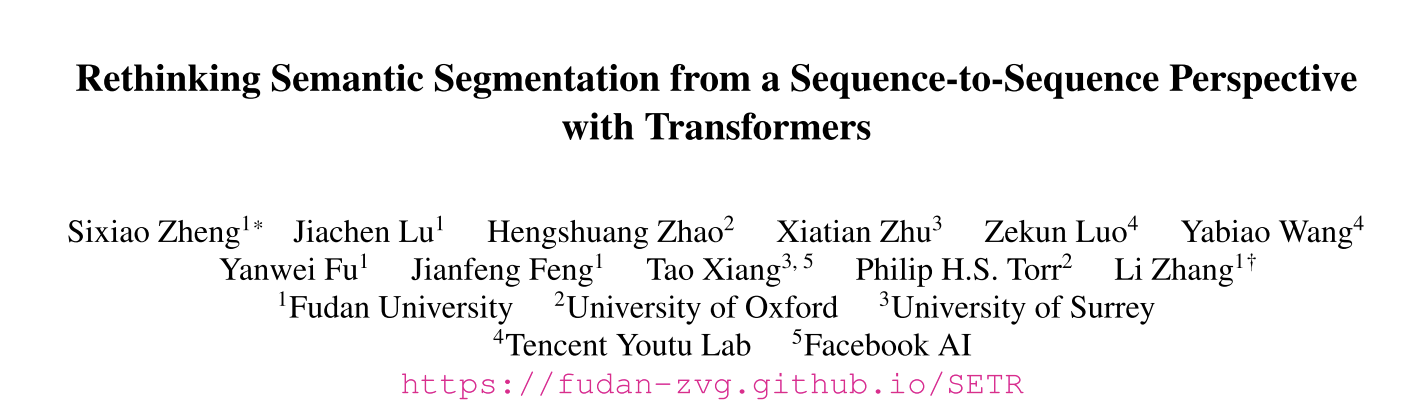 Rethinking Semantic Segmentation from a Sequence-to-Sequence Perspective
with Transformers
Sixiao Zheng¹* Jiachen Lu¹ Hengshuang Zhao² Xiatian Zhu³ Zekun Luo⁴ Yabiao Wang⁴
Yanwei Fu¹ Jianfeng Feng¹ Tao Xiang³,⁵ Philip H.S. Torr² Li Zhang¹†
¹Fudan University ²University of Oxford ³University of Surrey
⁴Tencent Youtu Lab ⁵Facebook AI
https://fudan-zvg.github.io/SETR